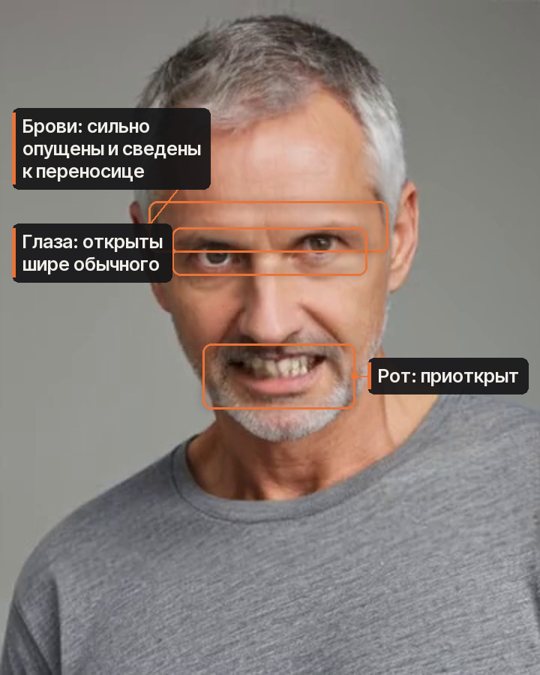 Брови: сильно
опущены и сведены
к переносице
Глаза: открыты
шире обычного
Рот: приоткрыт